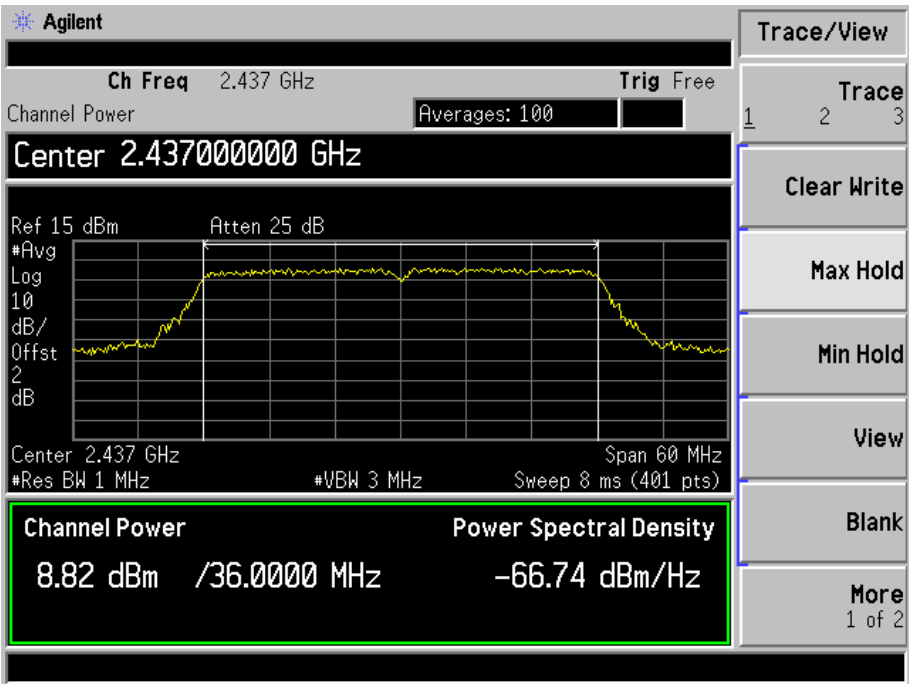 Agilent
Ch Freq 2.437 GHz Trig Free
Channel Power Averages: 100
Center 2.437000000 GHz
Ref 15 dBm Atten 25 dB
#Avg
Log
10
dB/
Offst
2
dB
Center 2.437 GHz Span 60 MHz
#Res BW 1 MHz #VBW 3 MHz Sweep 8 ms (401 pts)
Channel Power Power Spectral Density
8.82 dBm /36.0000 MHz -66.74 dBm/Hz
Trace/View
Trace
1 2 3
Clear Write
Max Hold
Min Hold
View
Blank
More
1 of 2